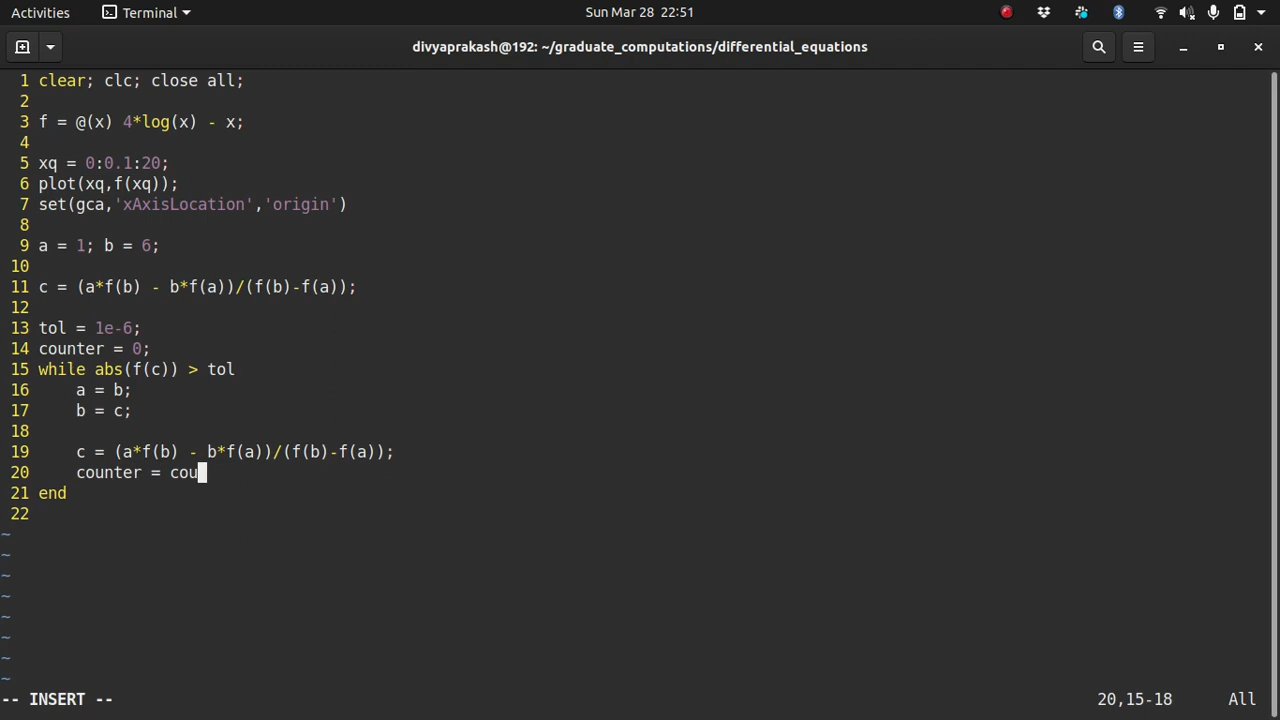 Activities Terminal Sun Mar 28 22:51
divyaprakash@192: ~/graduate_computations/differential_equations
1 clear; clc; close all;
2
3 f = @(x) 4*log(x) - x;
4
5 xq = 0:0.1:20;
6 plot(xq,f(xq));
7 set(gca,'xAxisLocation','origin')
8
9 a = 1; b = 6;
10
11 c = (a*f(b) - b*f(a))/(f(b)-f(a));
12
13 tol = 1e-6;
14 counter = 0;
15 while abs(f(c)) > tol
16     a = b;
17     b = c;
18
19     c = (a*f(b) - b*f(a))/(f(b)-f(a));
20     counter = cou
21 end
22
~
~
~
~
~
~
~
~
-- INSERT -- 20,15-18 All